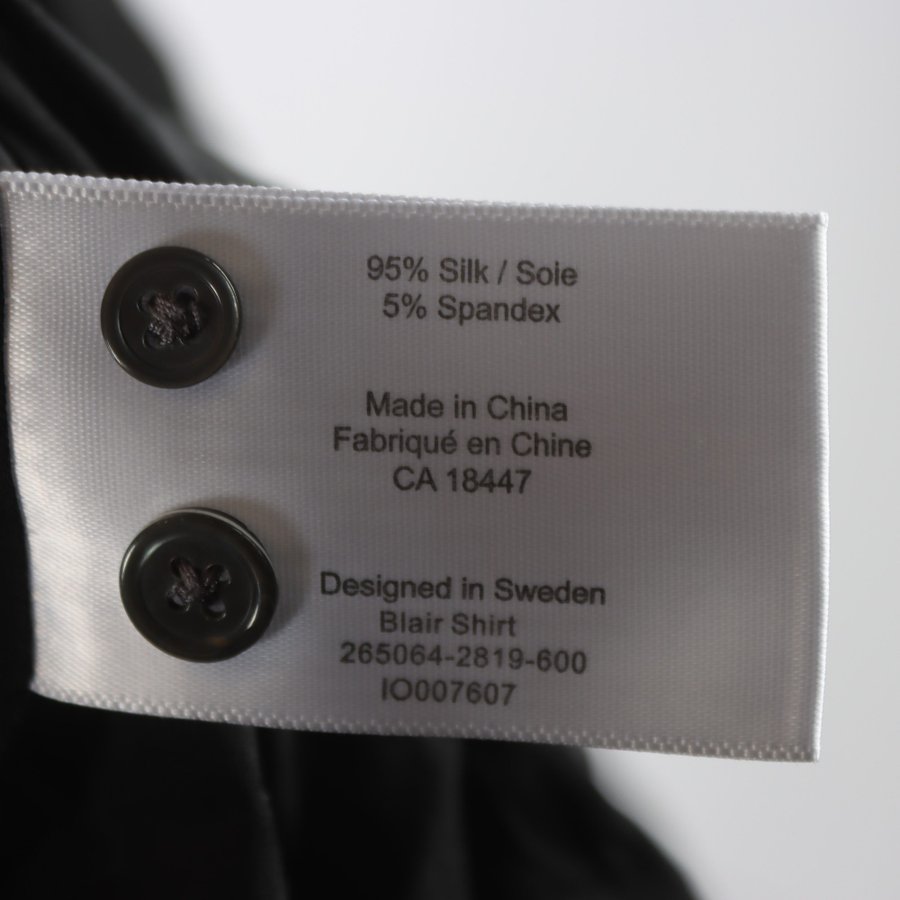 95% Silk / Soie
5% Spandex
Made in China
Fabriqué en Chine
CA 18447
Designed in Sweden
Blair Shirt
265064-2819-600
IO007607